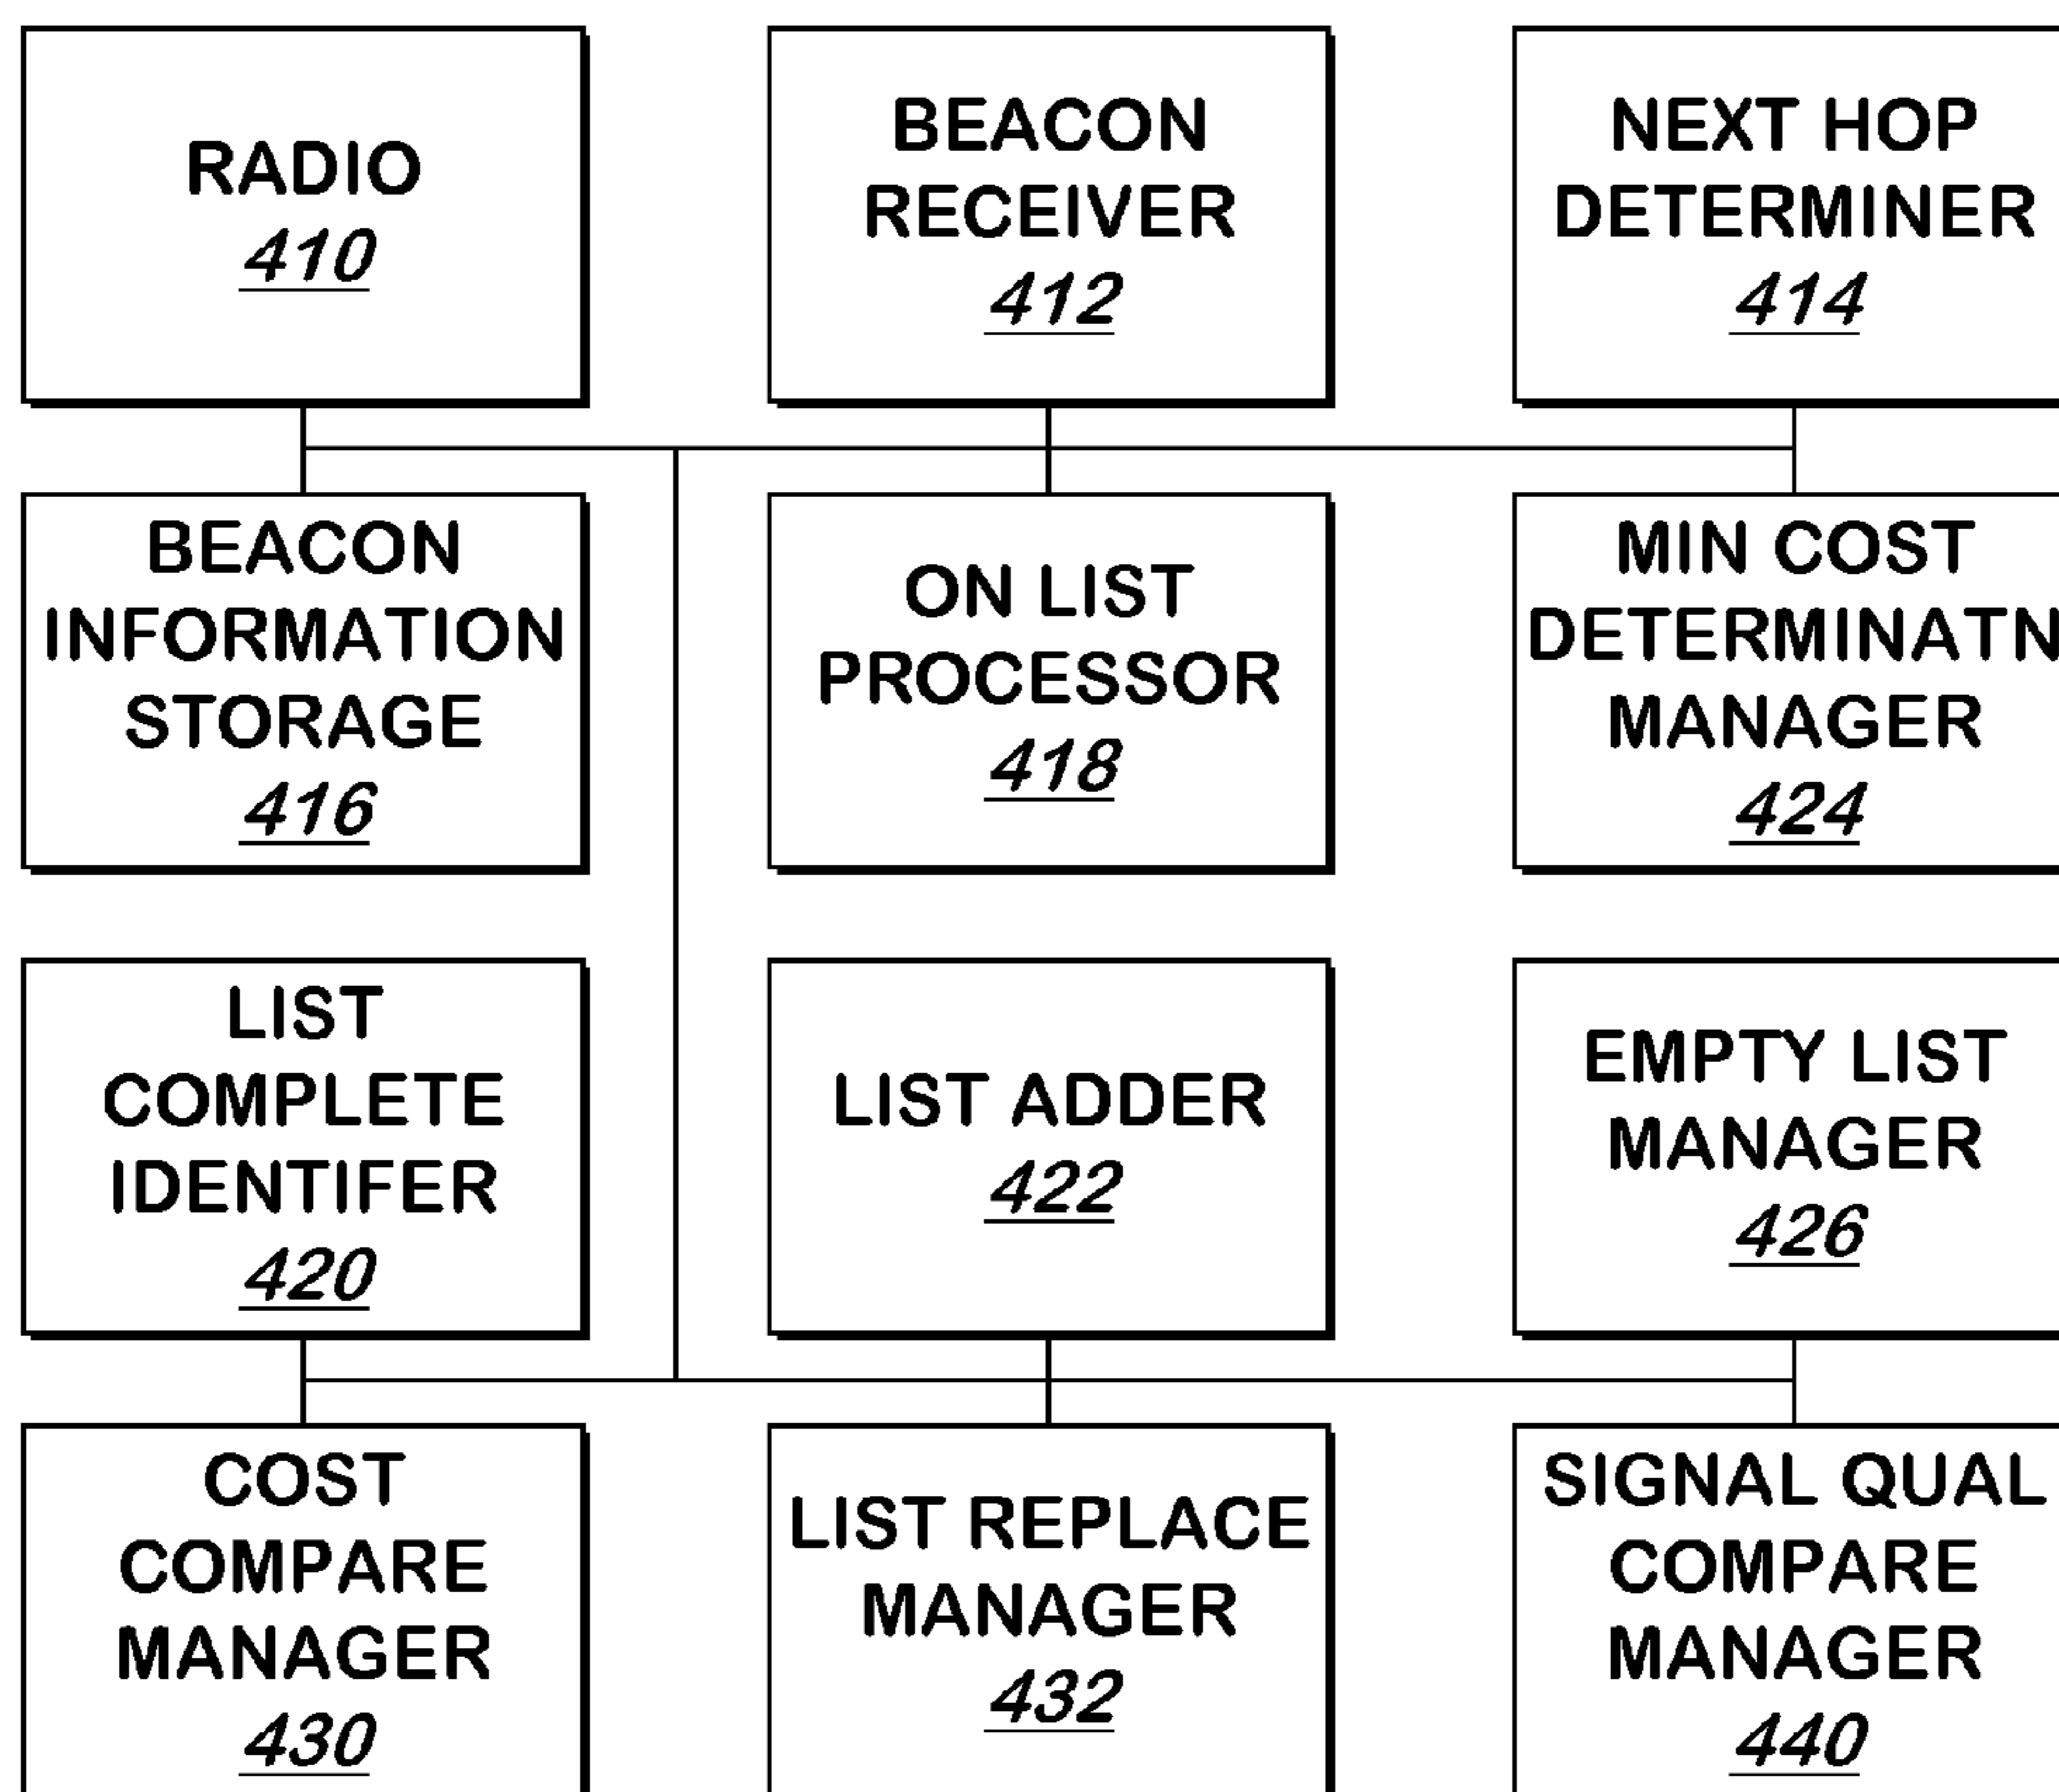 RADIO
410
BEACON
RECEIVER
412
NEXT HOP
DETERMINER
414
BEACON
INFORMATION
STORAGE
416
ON LIST
PROCESSOR
418
MIN COST
DETERMINATN
MANAGER
424
LIST
COMPLETE
IDENTIFER
420
LIST ADDER
422
EMPTY LIST
MANAGER
426
COST
COMPARE
MANAGER
430
LIST REPLACE
MANAGER
432
SIGNAL QUAL
COMPARE
MANAGER
440